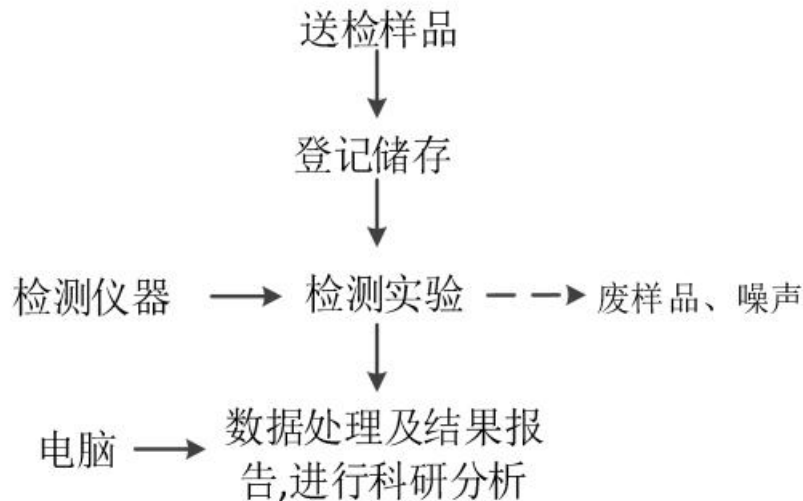 送检样品
登记储存
检测仪器 检测实验 废样品、噪声
电脑 数据处理及结果报
告,进行科研分析